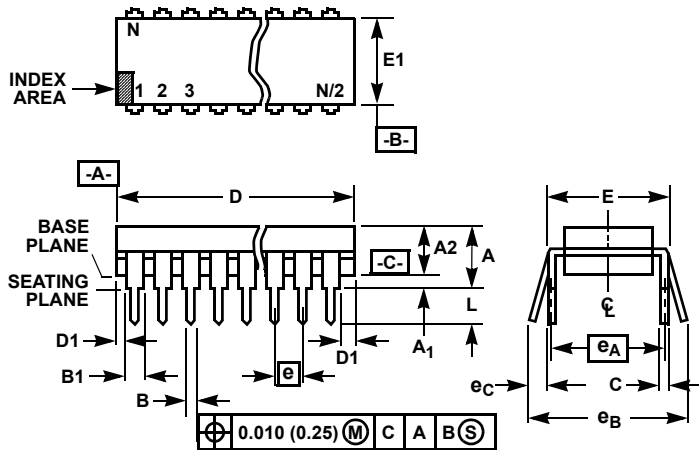 N
E1
INDEX
AREA
1 2 3 N/2
-B-
-A-
D
E
BASE
PLANE
A2
A
-C-
SEATING
PLANE
L
C
L
D1
A1
D1
eA
B1
e
eC
C
B
eB
⌖ 0.010 (0.25) Ⓜ C A B Ⓢ